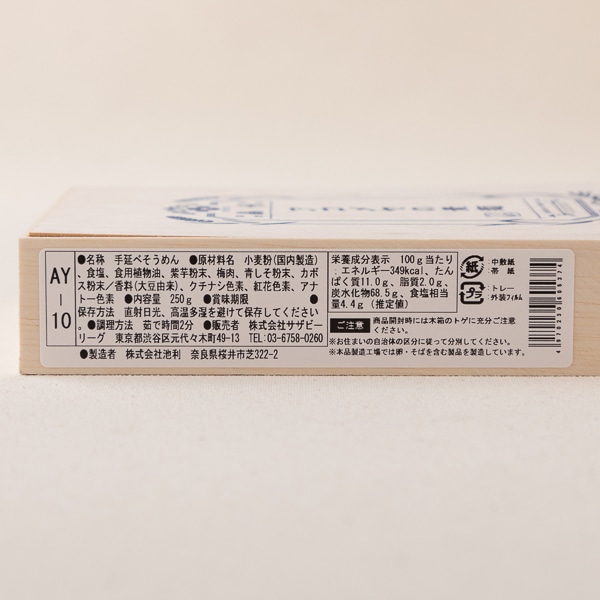 AY-10
●名称 手延べそうめん ●原材料名 小麦粉(国内製造)
、食塩、食用植物油、紫芋粉末、梅肉、青しそ粉末、カボ
ス粉末／香料(大豆由来)、クチナシ色素、紅花色素、アナ
トー色素 ●内容量 250g ●賞味期限 ●
保存方法 直射日光、高温多湿を避けて保存してください
。●調理方法 茹で時間2分 ●販売者 株式会社サザビー
リーグ 東京都渋谷区元代々木町49-13 TEL:03-6758-0260
●製造者 株式会社池利 奈良県桜井市芝322-2
栄養成分表示 100g当たり
;エネルギー349kcal、たん
ぱく質11.0g、脂質2.0g、
炭水化物68.5g、食塩相当
量4.4g (推定値)
ご注意 商品開封時には木箱のトゲに充分ご注意
ください。
※お住まいの自治体の区分に従って分別してください。
※本品製造工場では卵・そばを含む製品を製造しています。
紙 中敷紙
帯 紙
プラ トレー
外装フィルム